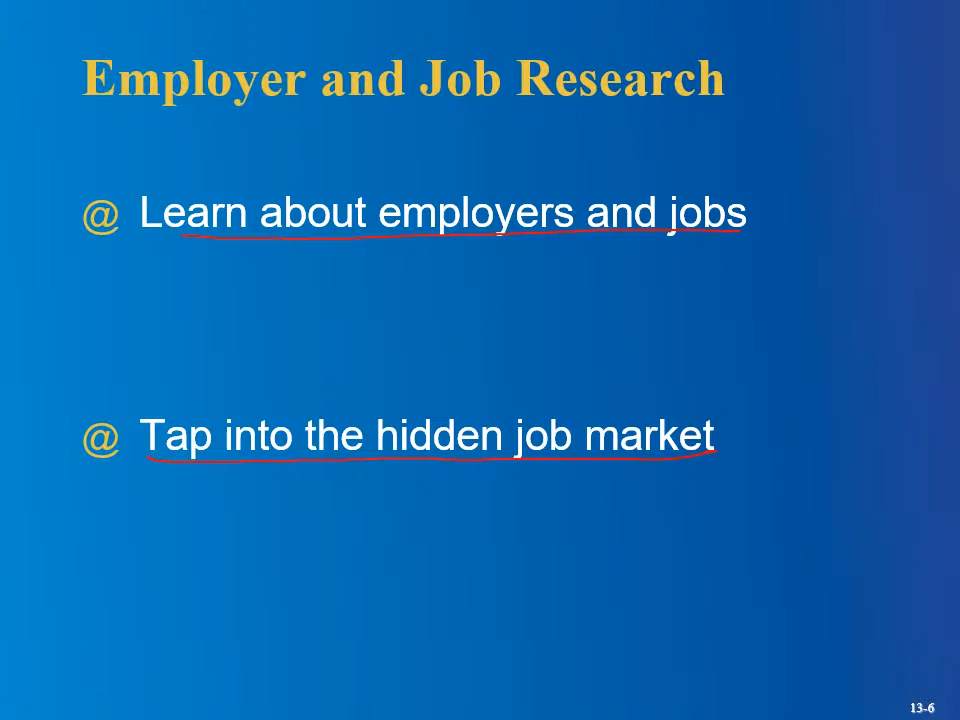 Employer and Job Research
@ Learn about employers and jobs
@ Tap into the hidden job market
13-6